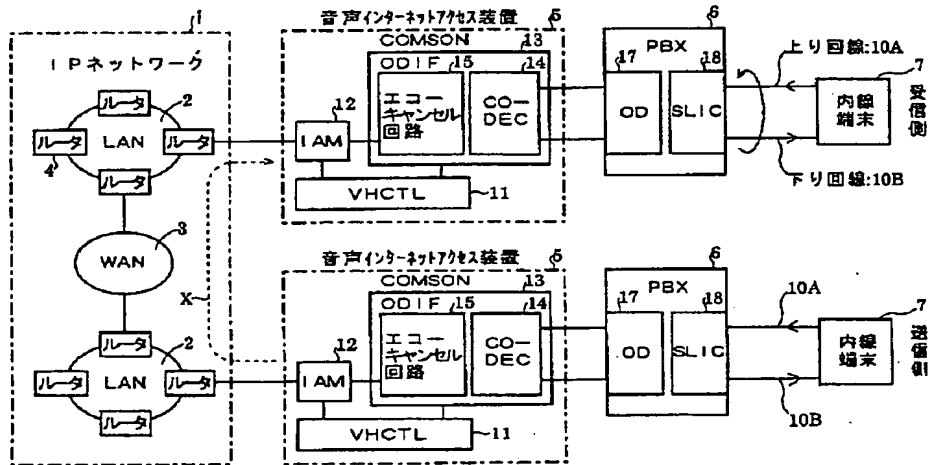 1
IPネットワーク
ルータ
2
ルータ
LAN
ルータ
4
ルータ
3
WAN
X
ルータ
2
ルータ
LAN
ルータ
ルータ
音声インターネットアクセス装置
5
COMSON
13
ODIF
15
14
12
IAM
エコー
キャンセル
回路
CO-
DEC
VHCTL
11
6
PBX
17
18
OD
SLIC
上り回線:10A
7
内線
端末
受信側
下り回線:10B
音声インターネットアクセス装置
5
COMSON
13
ODIF
15
14
12
IAM
エコー
キャンセル
回路
CO-
DEC
VHCTL
11
6
PBX
17
18
OD
SLIC
10A
7
内線
端末
送信側
10B